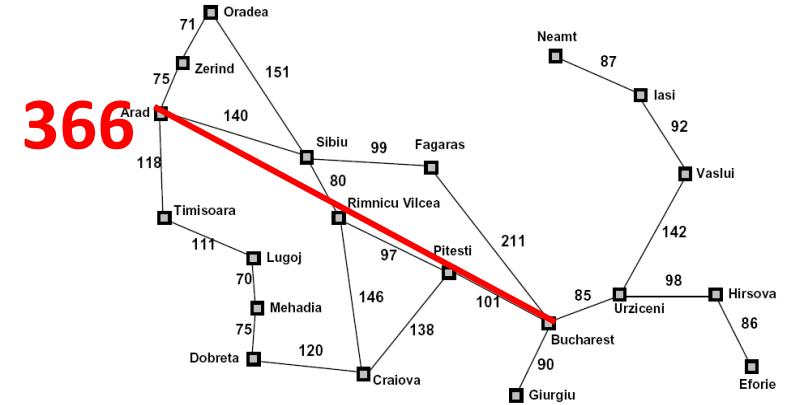 Oradea
71
Neamt
87
Zerind
151
75
Iasi
366
Arad
140
92
Sibiu
99
Fagaras
118
80
Vaslui
Rimnicu Vilcea
Timisoara
142
111
211
97
Pitesti
Lugoj
70
98
146
101
85
Hirsova
Mehadia
Urziceni
75
138
86
Bucharest
120
Dobreta
90
Craiova
Eforie
Giurgiu